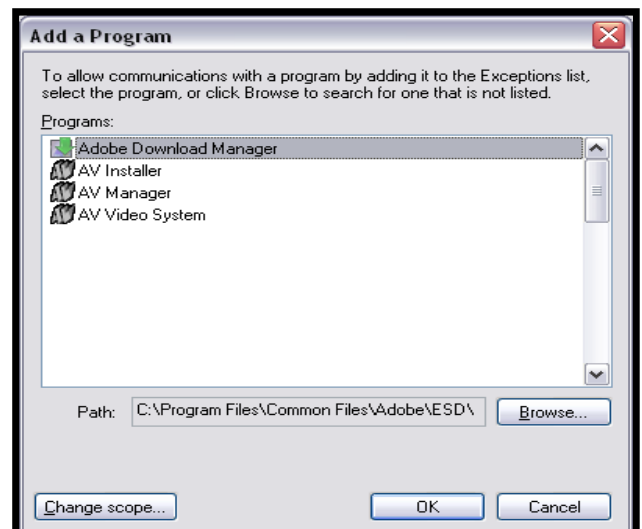 Add a Program
To allow communications with a program by adding it to the Exceptions list,
select the program, or click Browse to search for one that is not listed.
Programs:
Adobe Download Manager
AV Installer
AV Manager
AV Video System
Path: C:\Program Files\Common Files\Adobe\ESD\ Browse...
Change scope... OK Cancel